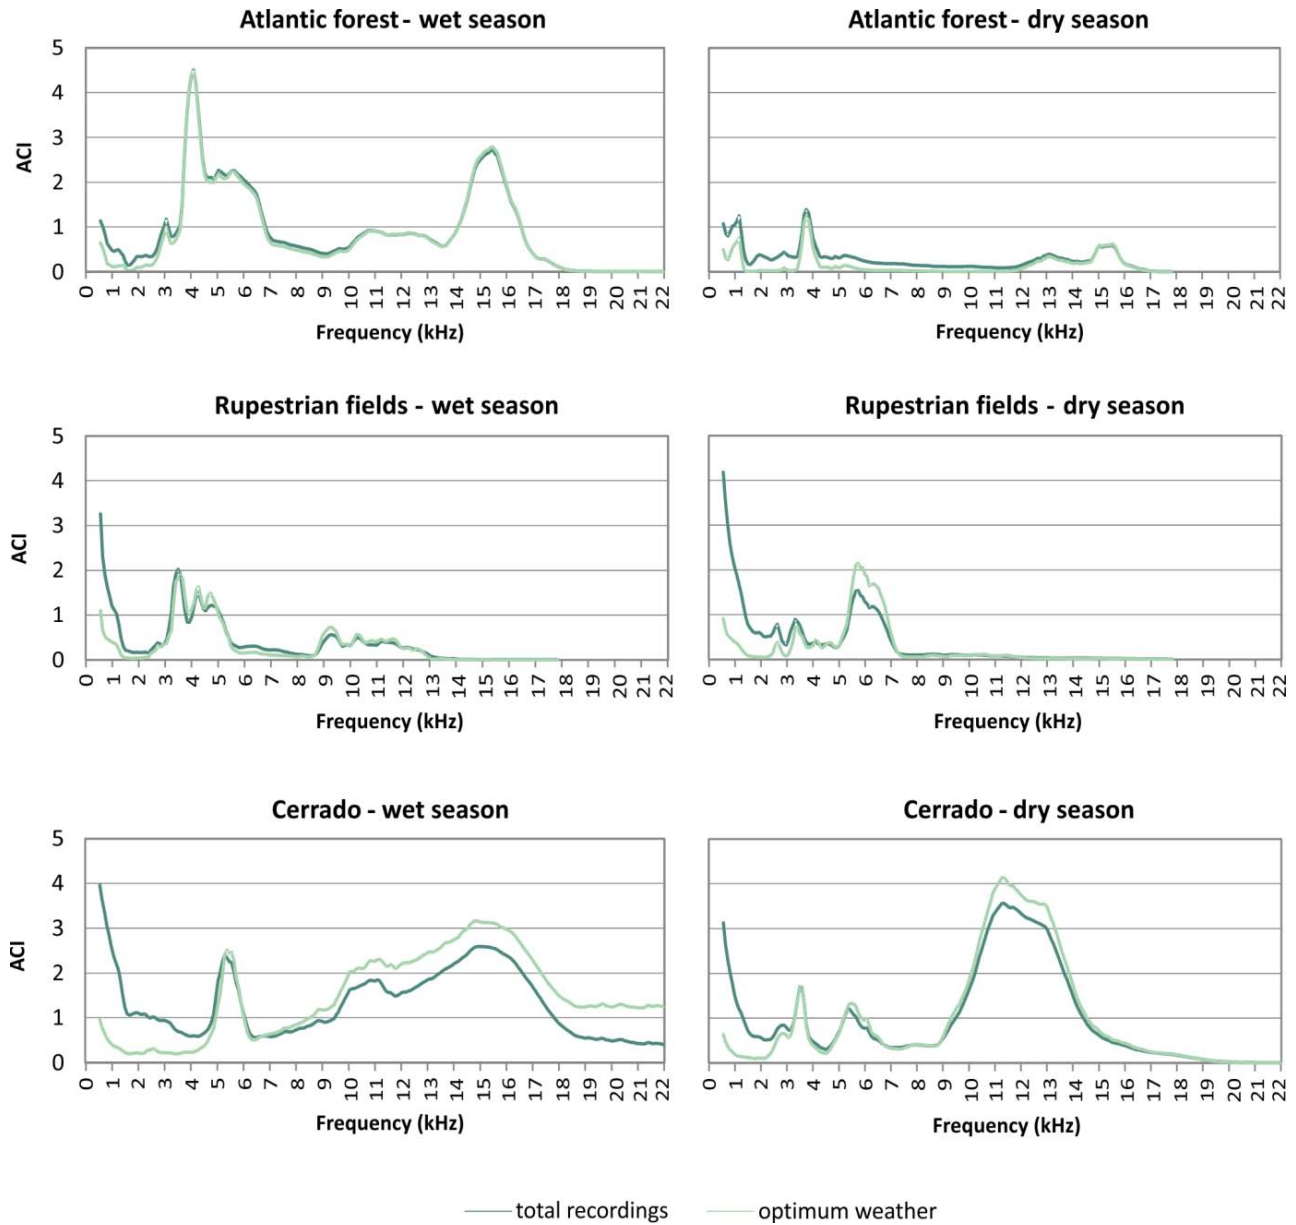 Atlantic forest - wet season
5
4
3
2
1
0
ACI
0 1 2 3 4 5 6 7 9 10 11 12 14 15 16 17 18 19 20 21 22
Frequency (kHz)
Atlantic forest - dry season
0 1 2 3 4 5 6 7 9 10 11 12 13 14 15 16 17 18 19 20 21 22
Frequency (kHz)
Rupestrian fields - wet season
5
4
3
2
1
0
ACI
0 1 2 3 4 5 6 7 9 10 11 12 13 14 15 16 17 18 19 20 21 22
Frequency (kHz)
Rupestrian fields - dry season
0 1 2 3 4 5 6 7 9 10 11 12 13 14 15 16 17 18 19 20 21 22
Frequency (kHz)
Cerrado - wet season
5
4
3
2
1
0
ACI
0 1 2 3 4 5 6 7 9 10 11 12 13 14 15 16 17 18 19 20 21 22
Frequency (kHz)
Cerrado - dry season
0 1 2 3 4 5 6 7 9 10 11 12 13 14 15 16 17 18 19 20 21 22
Frequency (kHz)
total recordings
optimum weather